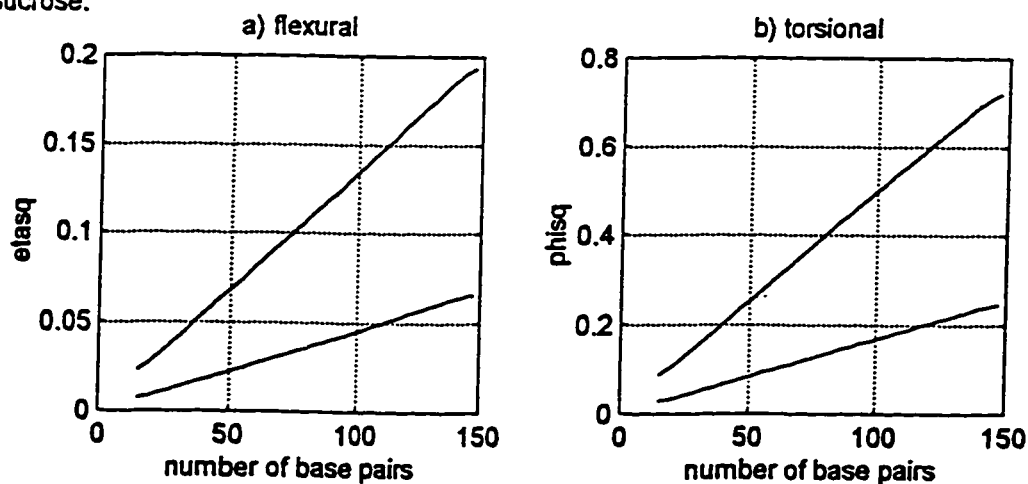 sucrose.
a) flexural
0.2
0.15
0.1
0.05
0
etasq
0 50 100 150
number of base pairs
b) torsional
0.8
0.6
0.4
0.2
0
phisq
0 50 100 150
number of base pairs